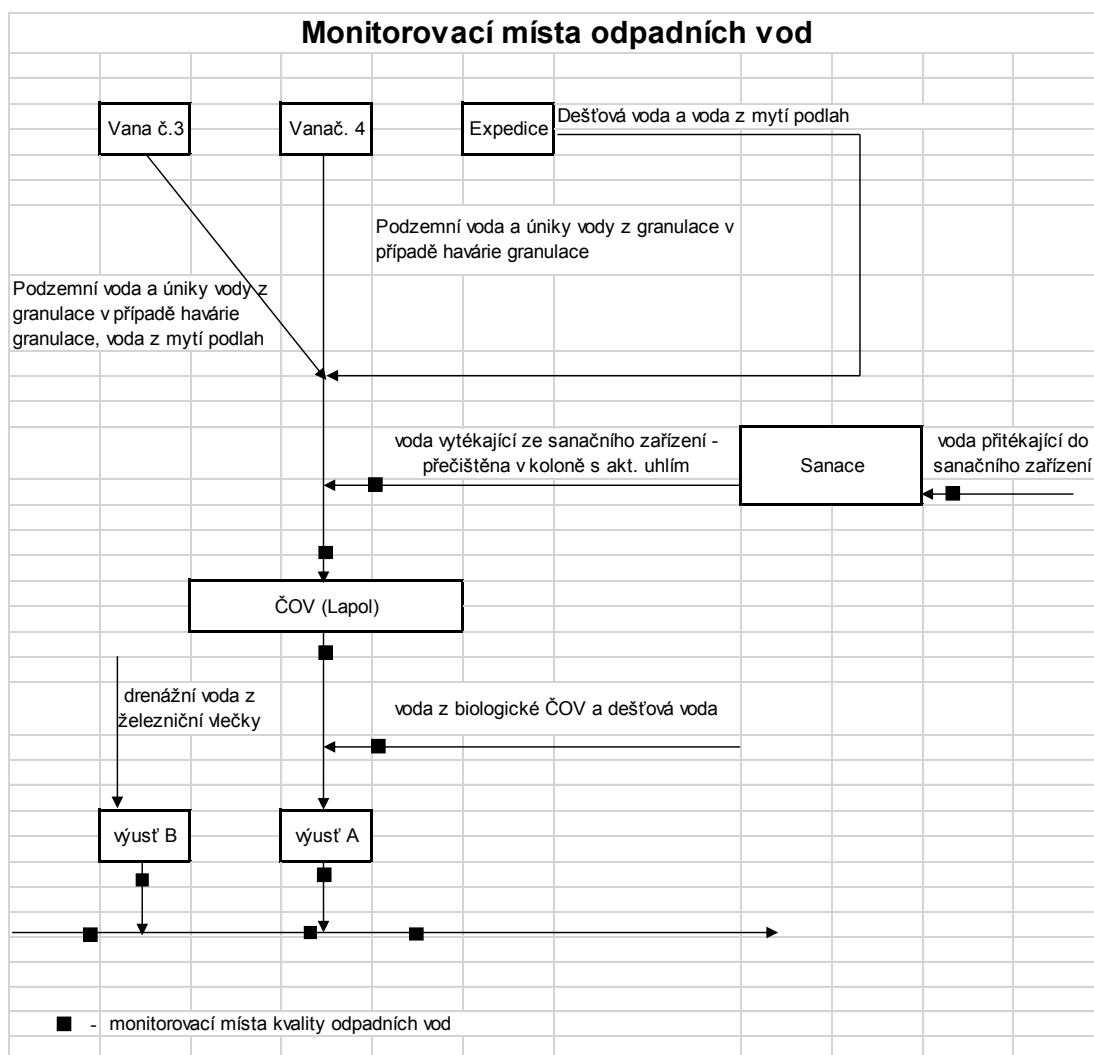 Monitorovací místa odpadních vod
Vana č.3
Vanač. 4
Expedice
Dešťová voda a voda z mytí podlah
Podzemní voda a úniky vody z granulace v
případě havárie granulace
Podzemní voda a úniky vody z
granulace v případě havárie
granulace, voda z mytí podlah
voda vytékající ze sanačního zařízení -
přečištěna v koloně s akt. uhlím
Sanace
voda přitékající do
sanačního zařízení
ČOV (Lapol)
drenážní voda z
železniční vlečky
voda z biologické ČOV a dešťová voda
výusť B
výusť A
- monitorovací místa kvality odpadních vod